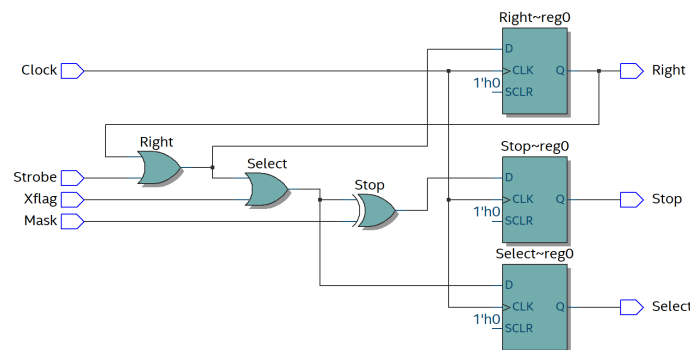 Right~reg0
D
Clock
CLK
Q
Right
1'h0
SCLR
Right
Stop~reg0
Select
Strobe
D
Stop
Xflag
CLK
Q
Stop
1'h0
Mask
SCLR
Select~reg0
D
CLK
Q
Select
1'h0
SCLR